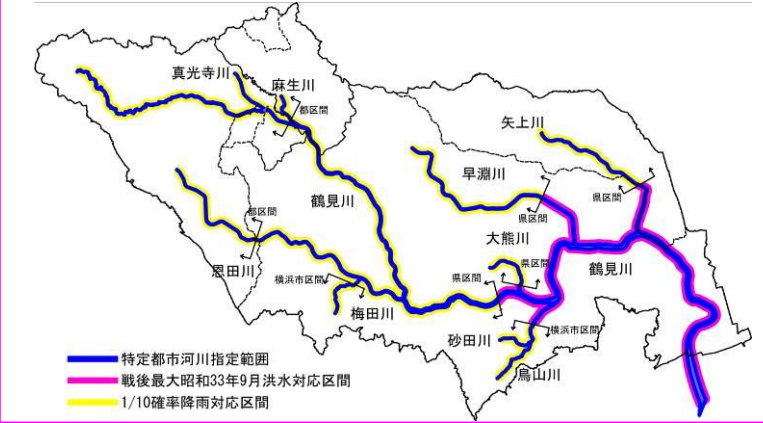 真光寺川
麻生川
都区間
矢上川
早淵川
県区間
県区間
鶴見川
都区間
大熊川
恩田川
県区間
鶴見川
横浜市区間
県区間
梅田川
砂田川
横浜市区間
鳥山川
特定都市河川指定範囲
戦後最大昭和33年9月洪水対応区間
1/10確率降雨対応区間